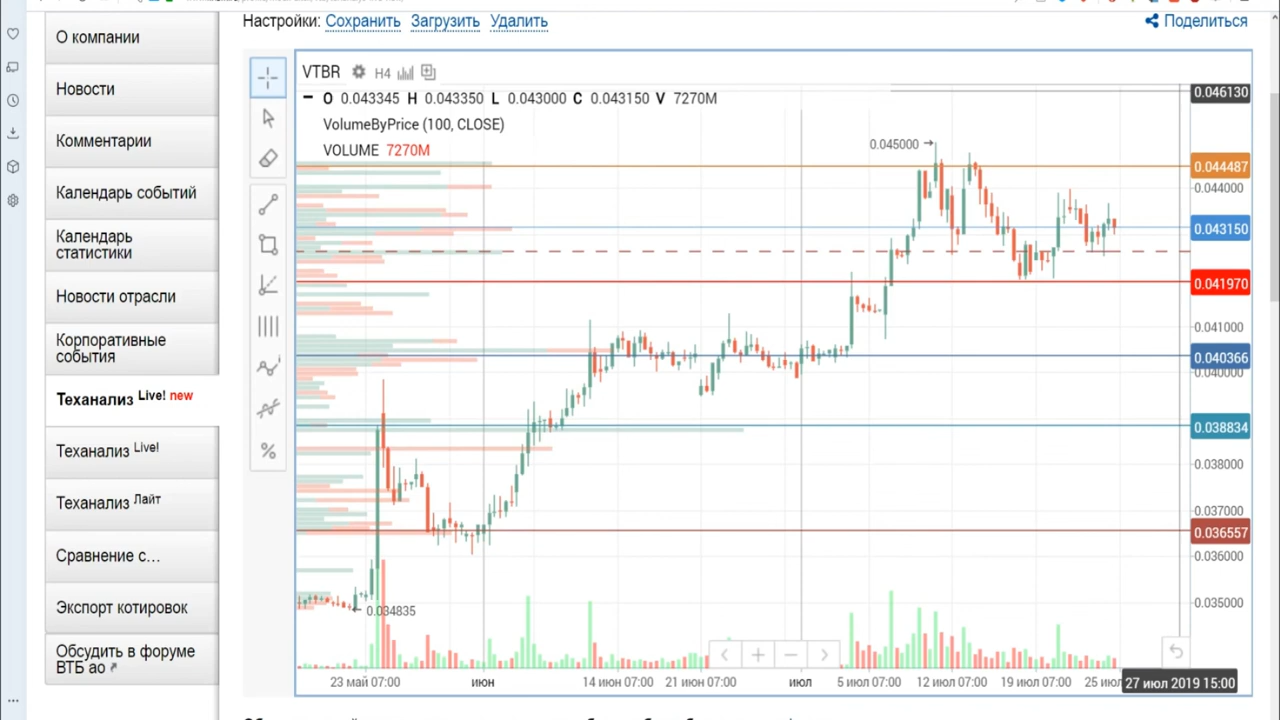 Настройки: Сохранить Загрузить Удалить
Поделиться
О компании
Новости
Комментарии
Календарь событий
Календарь
статистики
Новости отрасли
Корпоративные
события
Теханализ Live! new
Теханализ Live!
Теханализ Лайт
Сравнение с...
Экспорт котировок
Обсудить в форуме
ВТБ ао
VTBR H4
O 0.043345 H 0.043350 L 0.043000 C 0.043150 V 7270M
VolumeByPrice (100, CLOSE)
VOLUME 7270M
0.045000
0.034835
0.046130
0.044487
0.044000
0.043150
0.041970
0.041000
0.040366
0.040000
0.038834
0.038000
0.037000
0.036557
0.036000
0.035000
23 май 07:00 июн 14 июн 07:00 21 июн 07:00 июл 5 июл 07:00 12 июл 07:00 19 июл 07:00 25 июл 27 июл 2019 15:00